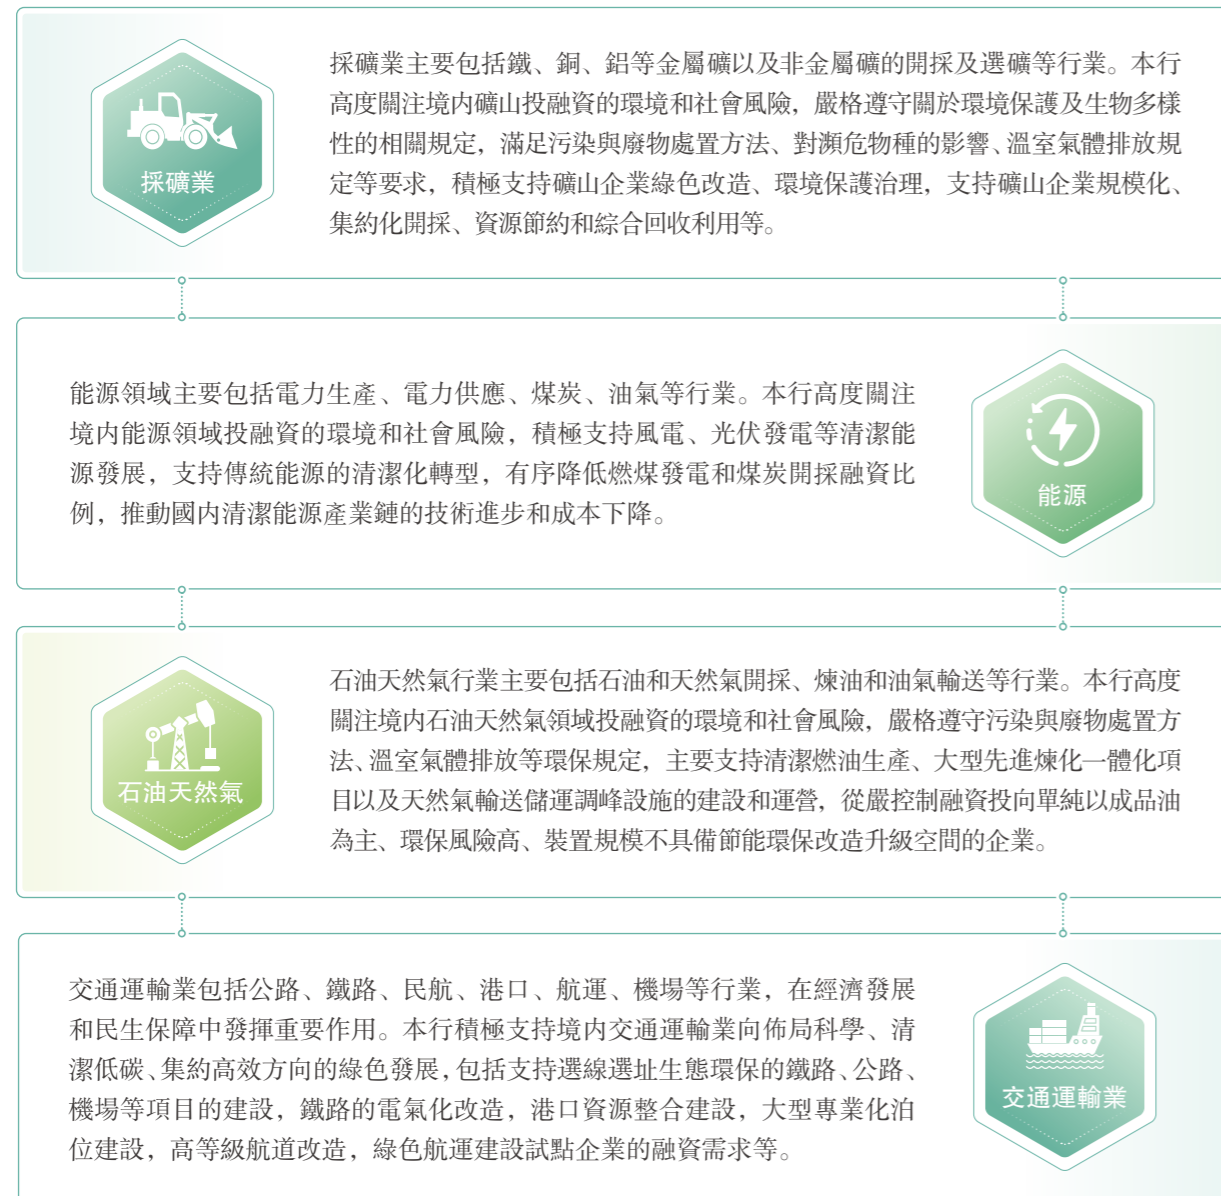 採礦業主要包括鐵、銅、鋁等金屬礦以及非金屬礦的開採及選礦等行業。本行
高度關注境内礦山投融資的環境和社會風險，嚴格遵守關於環境保護及生物多樣
性的相關規定，滿足污染與廢物處置方法、對瀕危物種的影響、溫室氣體排放規
定等要求，積極支持礦山企業綠色改造、環境保護治理，支持礦山企業規模化、
集約化開採、資源節約和綜合回收利用等。
採礦業
能源領域主要包括電力生產、電力供應、煤炭、油氣等行業。本行高度關注
境内能源領域投融資的環境和社會風險，積極支持風電、光伏發電等清潔能
源發展，支持傳統能源的清潔化轉型，有序降低燃煤發電和煤炭開採融資比
例，推動國内清潔能源產業鏈的技術進步和成本下降。
能源
石油天然氣行業主要包括石油和天然氣開採、煉油和油氣輸送等行業。本行高度
關注境内石油天然氣領域投融資的環境和社會風險，嚴格遵守污染與廢物處置方
法、溫室氣體排放等環保規定，主要支持清潔燃油生產、大型先進煉化一體化項
目以及天然氣輸送儲運調峰設施的建設和運營，從嚴控制融資投向單純以成品油
為主、環保風險高、裝置規模不具備節能環保改造升級空間的企業。
石油天然氣
交通運輸業包括公路、鐵路、民航、港口、航運、機場等行業，在經濟發展
和民生保障中發揮重要作用。本行積極支持境内交通運輸業向佈局科學、清
潔低碳、集約高效方向的綠色發展，包括支持選線選址生態環保的鐵路、公路、
機場等項目的建設，鐵路的電氣化改造，港口資源整合建設，大型專業化泊
位建設，高等級航道改造，綠色航運建設試點企業的融資需求等。
交通運輸業